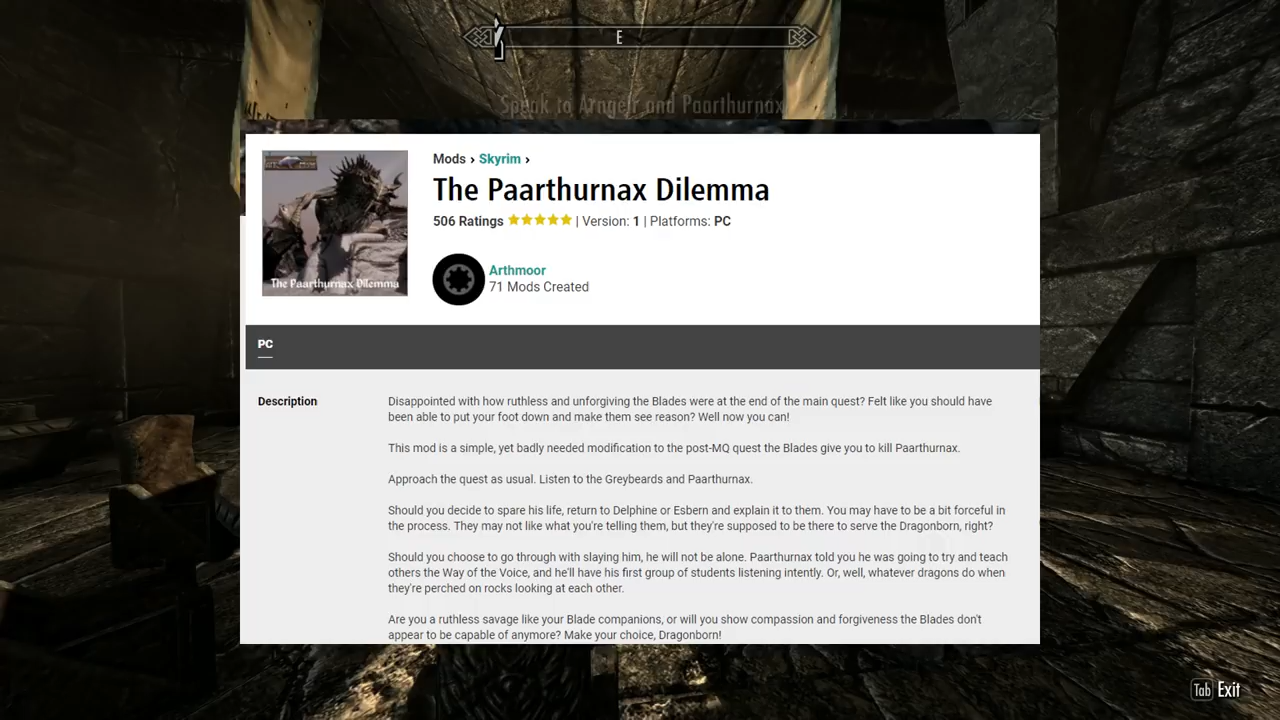 E
Speak to Arngeir and Paarthurnax
Mods › Skyrim ›
The Paarthurnax Dilemma
506 Ratings ★★★★★ | Version: 1 | Platforms: PC
Arthmoor
71 Mods Created
The Paarthurnax Dilemma
PC
Description
Disappointed with how ruthless and unforgiving the Blades were at the end of the main quest? Felt like you should have
been able to put your foot down and make them see reason? Well now you can!
This mod is a simple, yet badly needed modification to the post-MQ quest the Blades give you to kill Paarthurnax.
Approach the quest as usual. Listen to the Greybeards and Paarthurnax.
Should you decide to spare his life, return to Delphine or Esbern and explain it to them. You may have to be a bit forceful in
the process. They may not like what you're telling them, but they're supposed to be there to serve the Dragonborn, right?
Should you choose to go through with slaying him, he will not be alone. Paarthurnax told you he was going to try and teach
others the Way of the Voice, and he'll have his first group of students listening intently. Or, well, whatever dragons do when
they're perched on rocks looking at each other.
Are you a ruthless savage like your Blade companions, or will you show compassion and forgiveness the Blades don't
appear to be capable of anymore? Make your choice, Dragonborn!
Tab Exit